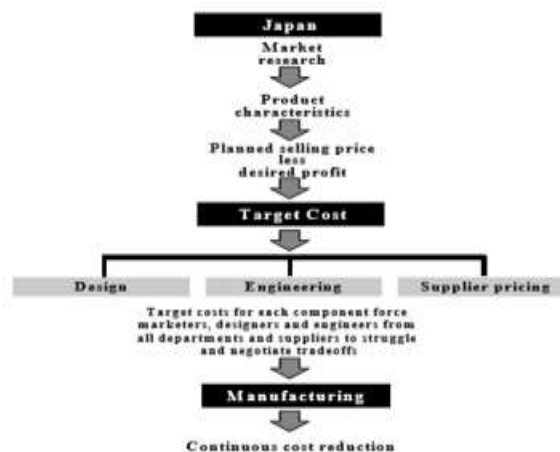 Japan
Market
research
Product
characteristics
Planned selling price
less
desired profit
Target Cost
Design
Engineering
Supplier pricing
Target costs for each component force
marketers, designers and engineers from
all departments and suppliers to struggle
and negotiate tradeoffs
Manufacturing
Continuous cost reduction